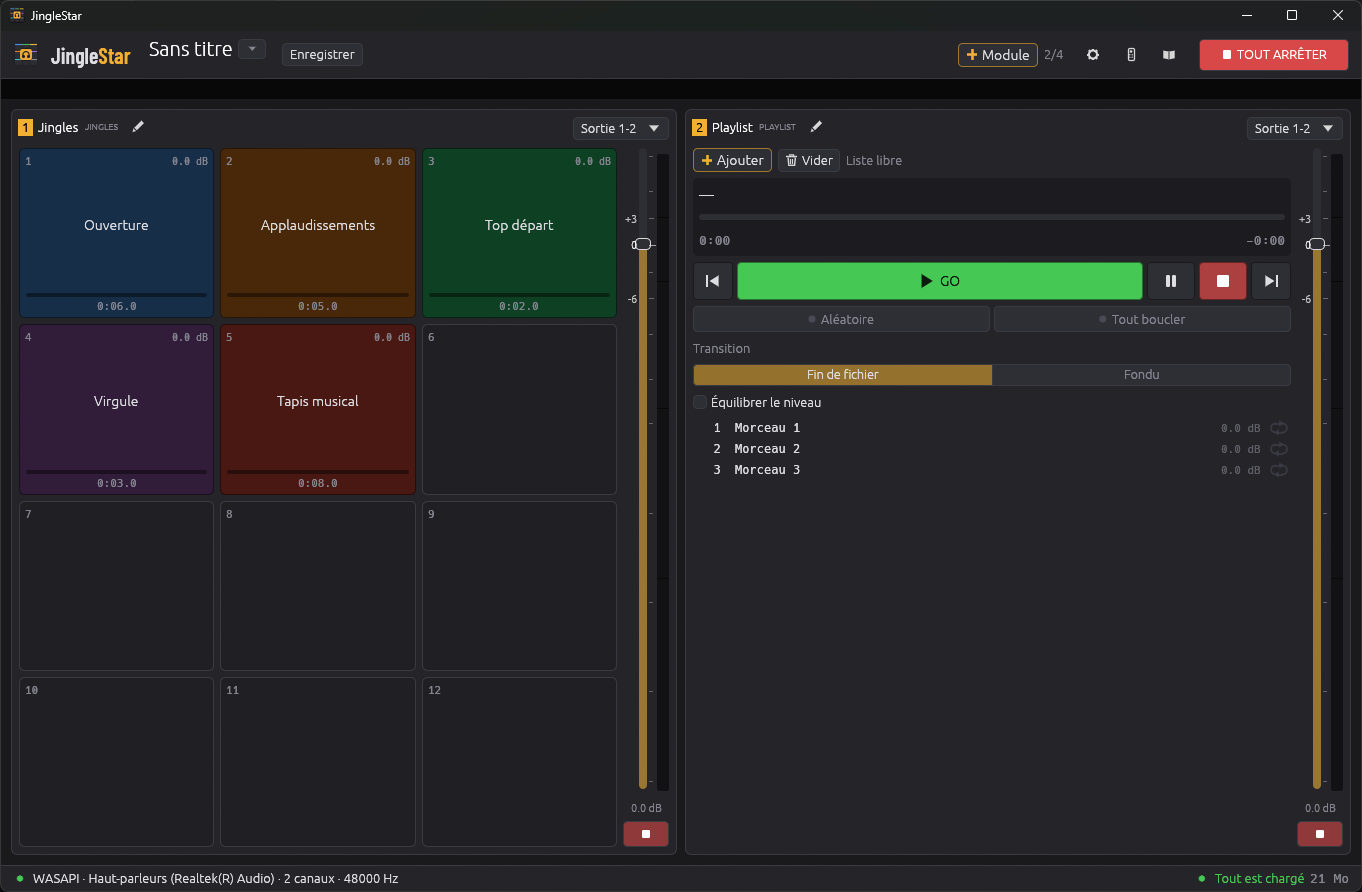 JingleStar
JingleStar Sans titre Enregistrer + Module 2/4 TOUT ARRÊTER
1 Jingles JINGLES Sortie 1-2
1 0.0 dB 2 0.0 dB 3 0.0 dB
Ouverture Applaudissements Top départ
0:06.0 0:05.0 0:02.0
4 0.0 dB 5 0.0 dB 6
Virgule Tapis musical
0:03.0 0:08.0
7 8 9
10 11 12
+3
0
-6
0.0 dB
2 Playlist PLAYLIST Sortie 1-2
+ Ajouter Vider Liste libre
—
0:00 -0:00
GO
Aléatoire Tout boucler
Transition
Fin de fichier Fondu
Équilibrer le niveau
1 Morceau 1 0.0 dB
2 Morceau 2 0.0 dB
3 Morceau 3 0.0 dB
+3
0
-6
0.0 dB
WASAPI · Haut-parleurs (Realtek(R) Audio) · 2 canaux · 48000 Hz Tout est chargé 21 Mo